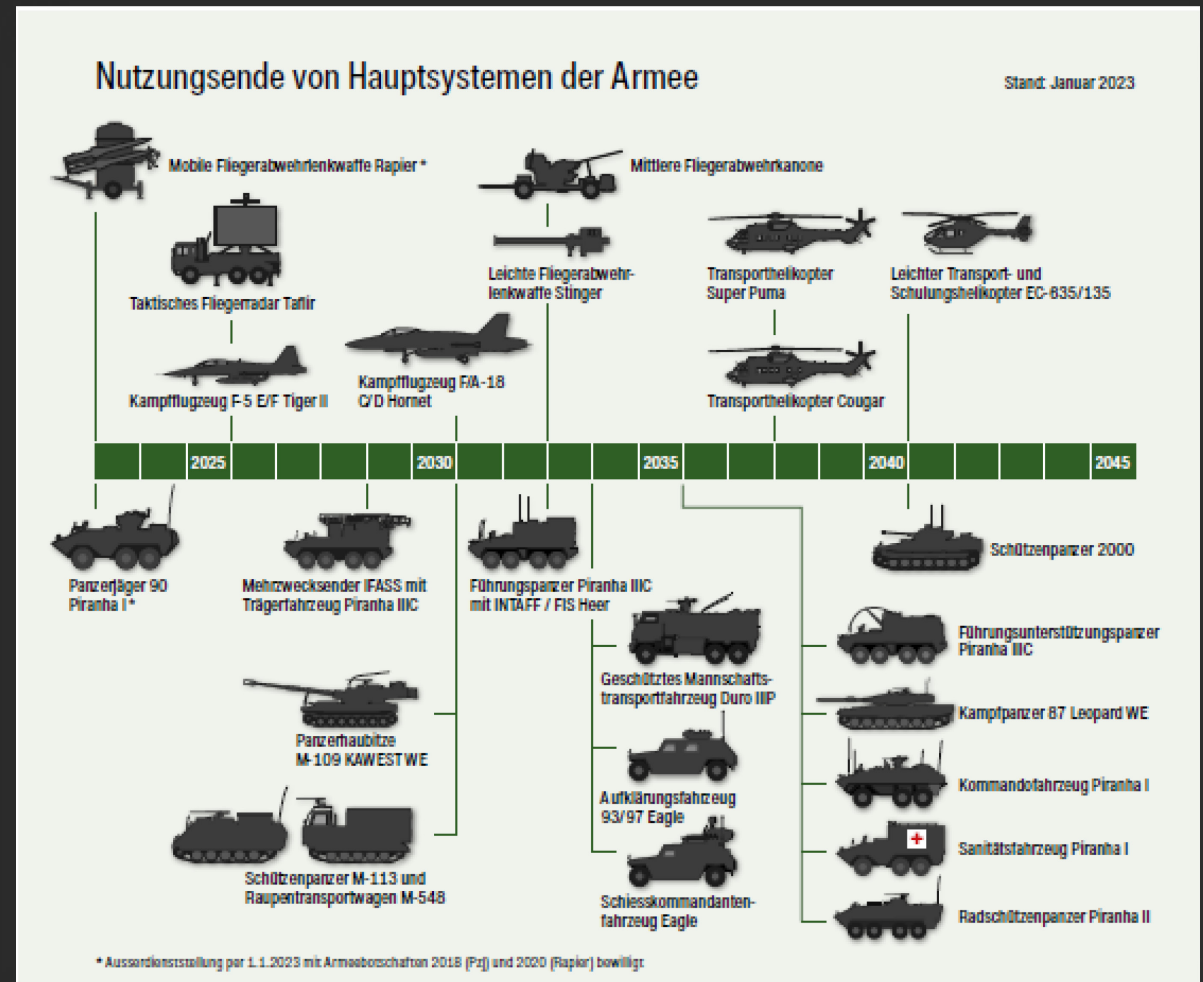 Nutzungsende von Hauptsystemen der Armee
Stand: Januar 2023
Mobile Fliegerabwehrlenkwaffe Rapier *
Mittlere Fliegerabwehrkanone
Taktisches Fliegerradar Taflir
Leichte Fliegerabwehr-
lenkwaffe Stinger
Transporthelikopter
Super Puma
Leichter Transport- und
Schulungshelikopter EC-635/135
Kampfflugzeug F-5 E/F Tiger II
Kampfflugzeug F/A-18
C/D Hornet
Transporthelikopter Cougar
2025
2030
2035
2040
2045
Panzerjäger 90
Piranha I *
Mehrzwecksender IFASS mit
Trägerfahrzeug Piranha IIIC
Führungspanzer Piranha IIIC
mit INTAFF / FIS Heer
Schützenpanzer 2000
Geschütztes Mannschafts-
transportfahrzeug Duro IIIP
Führungsunterstützungspanzer
Piranha IIIC
Panzerhaubitze
M-109 KAWEST WE
Kampfpanzer 87 Leopard WE
Aufklärungsfahrzeug
93/97 Eagle
Kommandofahrzeug Piranha I
Schützenpanzer M-113 und
Raupentransportwagen M-548
Sanitätsfahrzeug Piranha I
Schiesskommandanten-
fahrzeug Eagle
Radschützenpanzer Piranha II
* Ausserdienststellung per 1.1.2023 mit Armeebotschaften 2018 (Pzj) und 2020 (Rapier) bewilligt